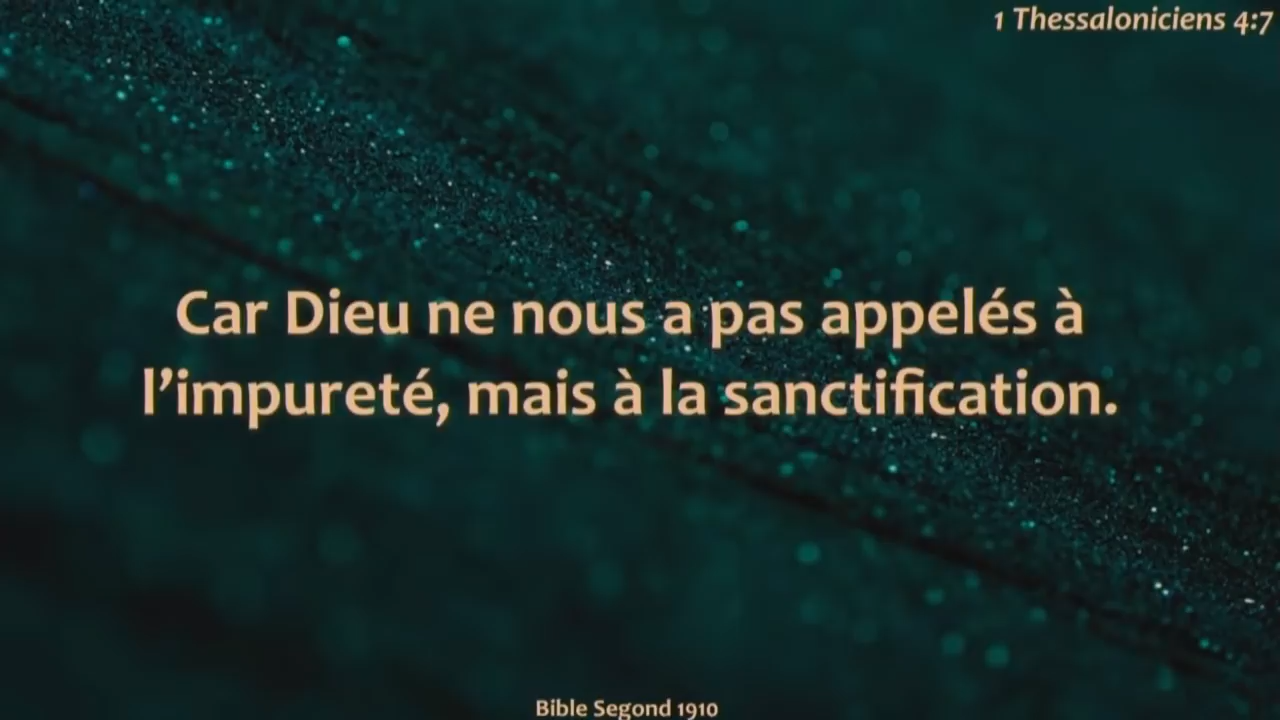 1 Thessaloniciens 4:7
Car Dieu ne nous a pas appelés à
l’impureté, mais à la sanctification.
Bible Segond 1910